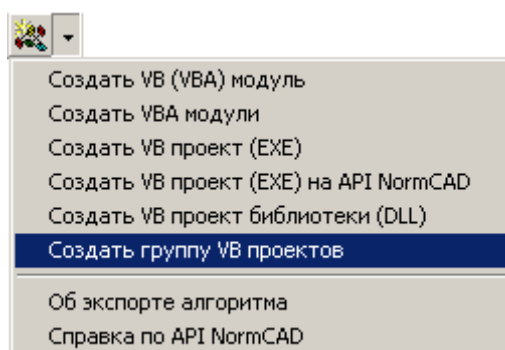 Создать VB (VBA) модуль
Создать VBA модули
Создать VB проект (EXE)
Создать VB проект (EXE) на API NormCAD
Создать VB проект библиотеки (DLL)
Создать группу VB проектов
Об экспорте алгоритма
Справка по API NormCAD